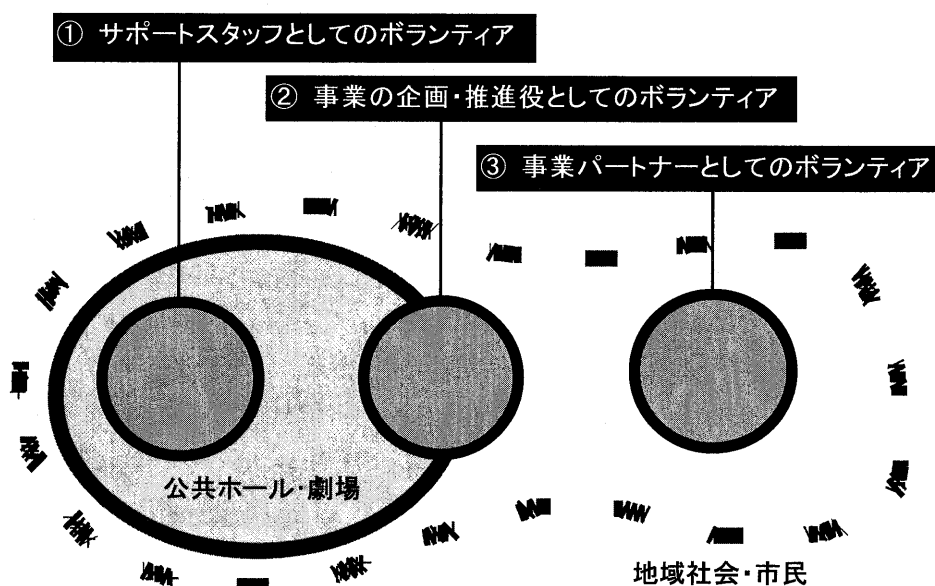 ① サポートスタッフとしてのボランティア
② 事業の企画・推進役としてのボランティア
③ 事業パートナーとしてのボランティア
公共ホール・劇場
地域社会・市民